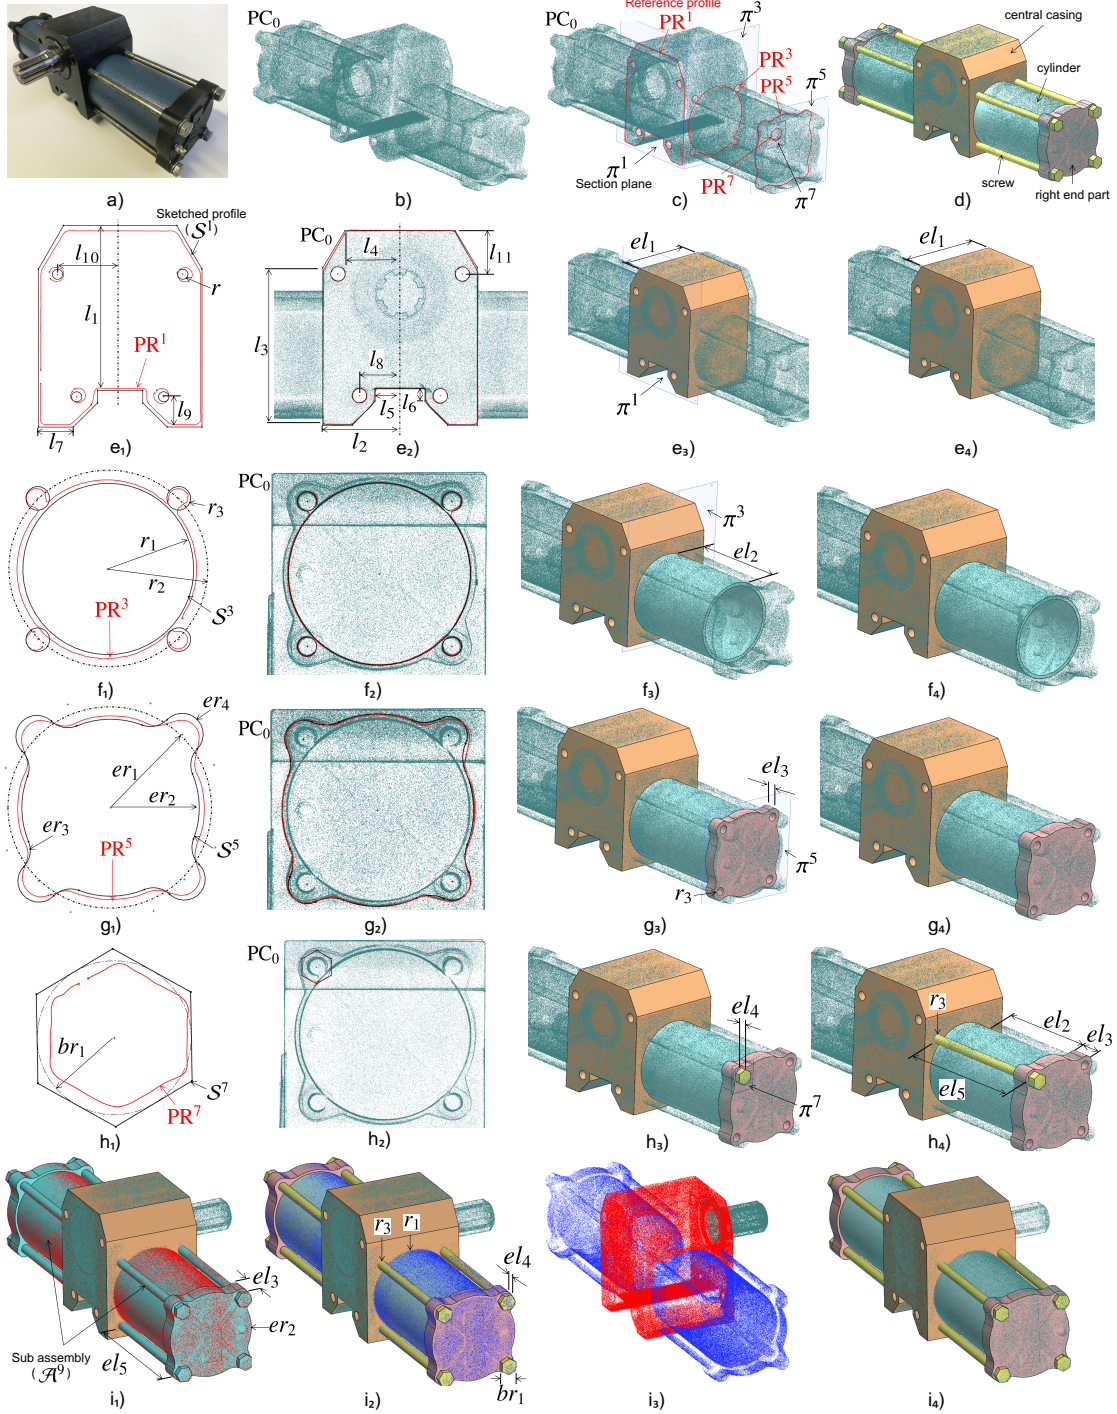 PC₀
PC₀
Reference profile
PR¹
π³
PR³
PR⁵
π⁵
central casing
cylinder
π¹
Section plane
PR⁷
π⁷
screw
right end part
a)
b)
c)
d)
Sketched profile
(S¹)
l₁₀
r
l₁
PR¹
l₉
l₇
PC₀
l₄
l₁₁
l₃
l₈
l₅
l₆
l₂
el₁
π¹
el₁
e₁)
e₂)
e₃)
e₄)
r₃
r₁
r₂
PR³
S³
PC₀
π³
el₂
f₁)
f₂)
f₃)
f₄)
er₄
er₁
er₂
er₃
PR⁵
S⁵
PC₀
el₃
π⁵
r₃
g₁)
g₂)
g₃)
g₄)
br₁
S⁷
PR⁷
PC₀
el₄
π⁷
r₃
el₂
el₃
el₅
h₁)
h₂)
h₃)
h₄)
el₃
er₂
el₅
Sub assembly
(A⁹)
r₃
r₁
el₄
br₁
i₁)
i₂)
i₃)
i₄)